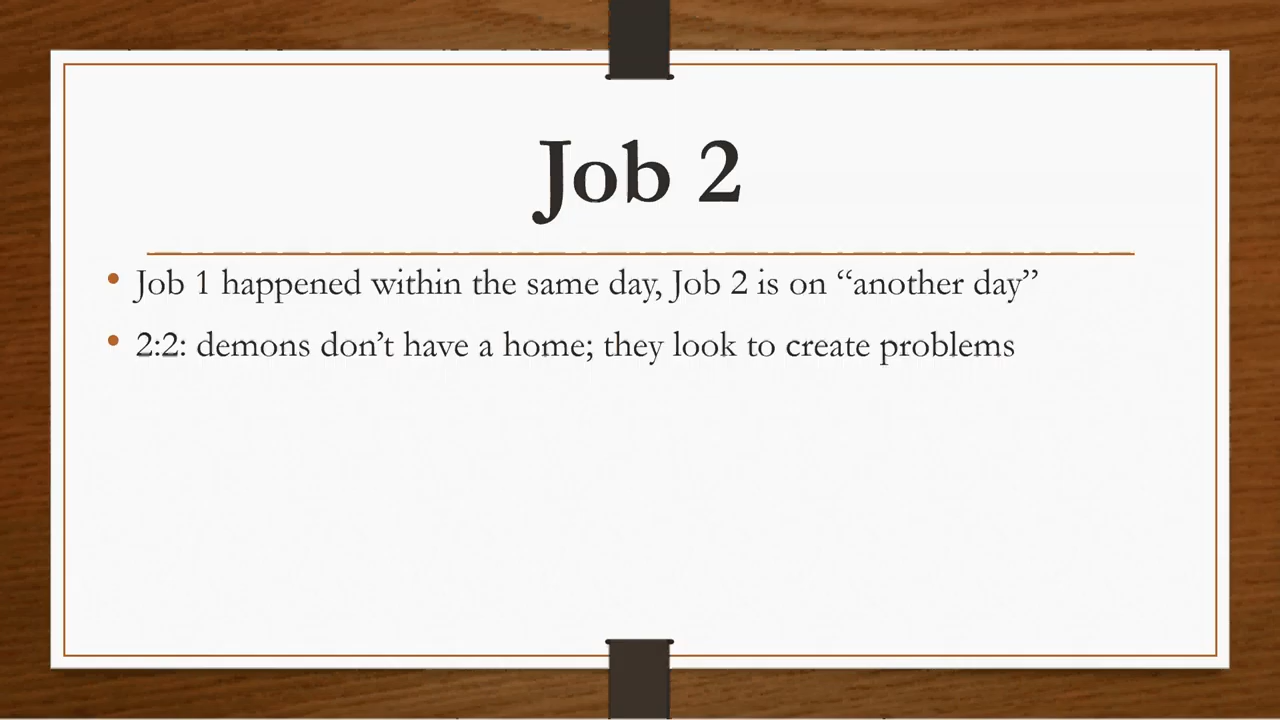 Job 2
• Job 1 happened within the same day, Job 2 is on “another day”
• 2:2: demons don’t have a home; they look to create problems